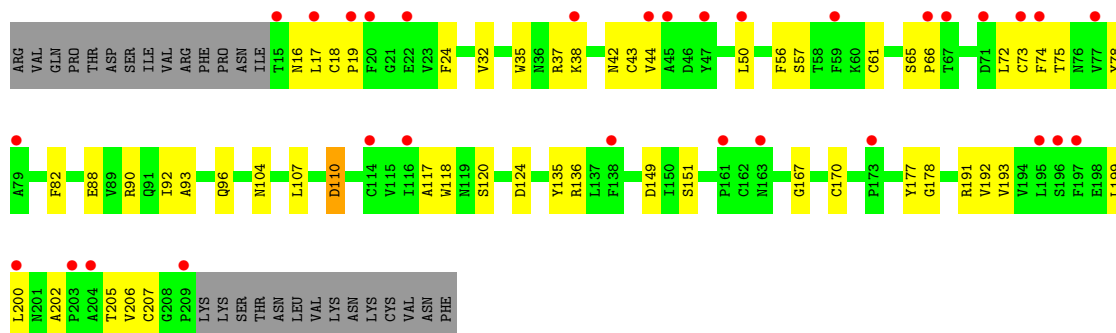 ARG VAL GLN PRO THR ASP SER ILE VAL ARG PHE PRO ASN ILE T15 N16 L17 C18 P19 F20 G21 E22 V23 F24 V32 W35 N36 R37 K38 N42 C43 V44 A45 D46 Y47 L50 F56 S57 T58 F59 K60 C61 S65 P66 T67 D71 L72 C73 F74 T75 N76 V77 Y78
A79 F82 E88 V89 R90 Q91 I92 A93 Q96 N104 L107 D110 C114 V115 I116 A117 W118 N119 S120 D124 Y135 R136 L137 F138 D149 I150 S151 P161 C162 N163 G167 C170 P173 Y177 G178 R191 V192 V193 V194 L195 S196 F197 E198 L199
L200 N201 A202 P203 A204 T205 V206 C207 G208 P209 LYS LYS SER THR ASN LEU VAL LYS ASN LYS CYS VAL ASN PHE